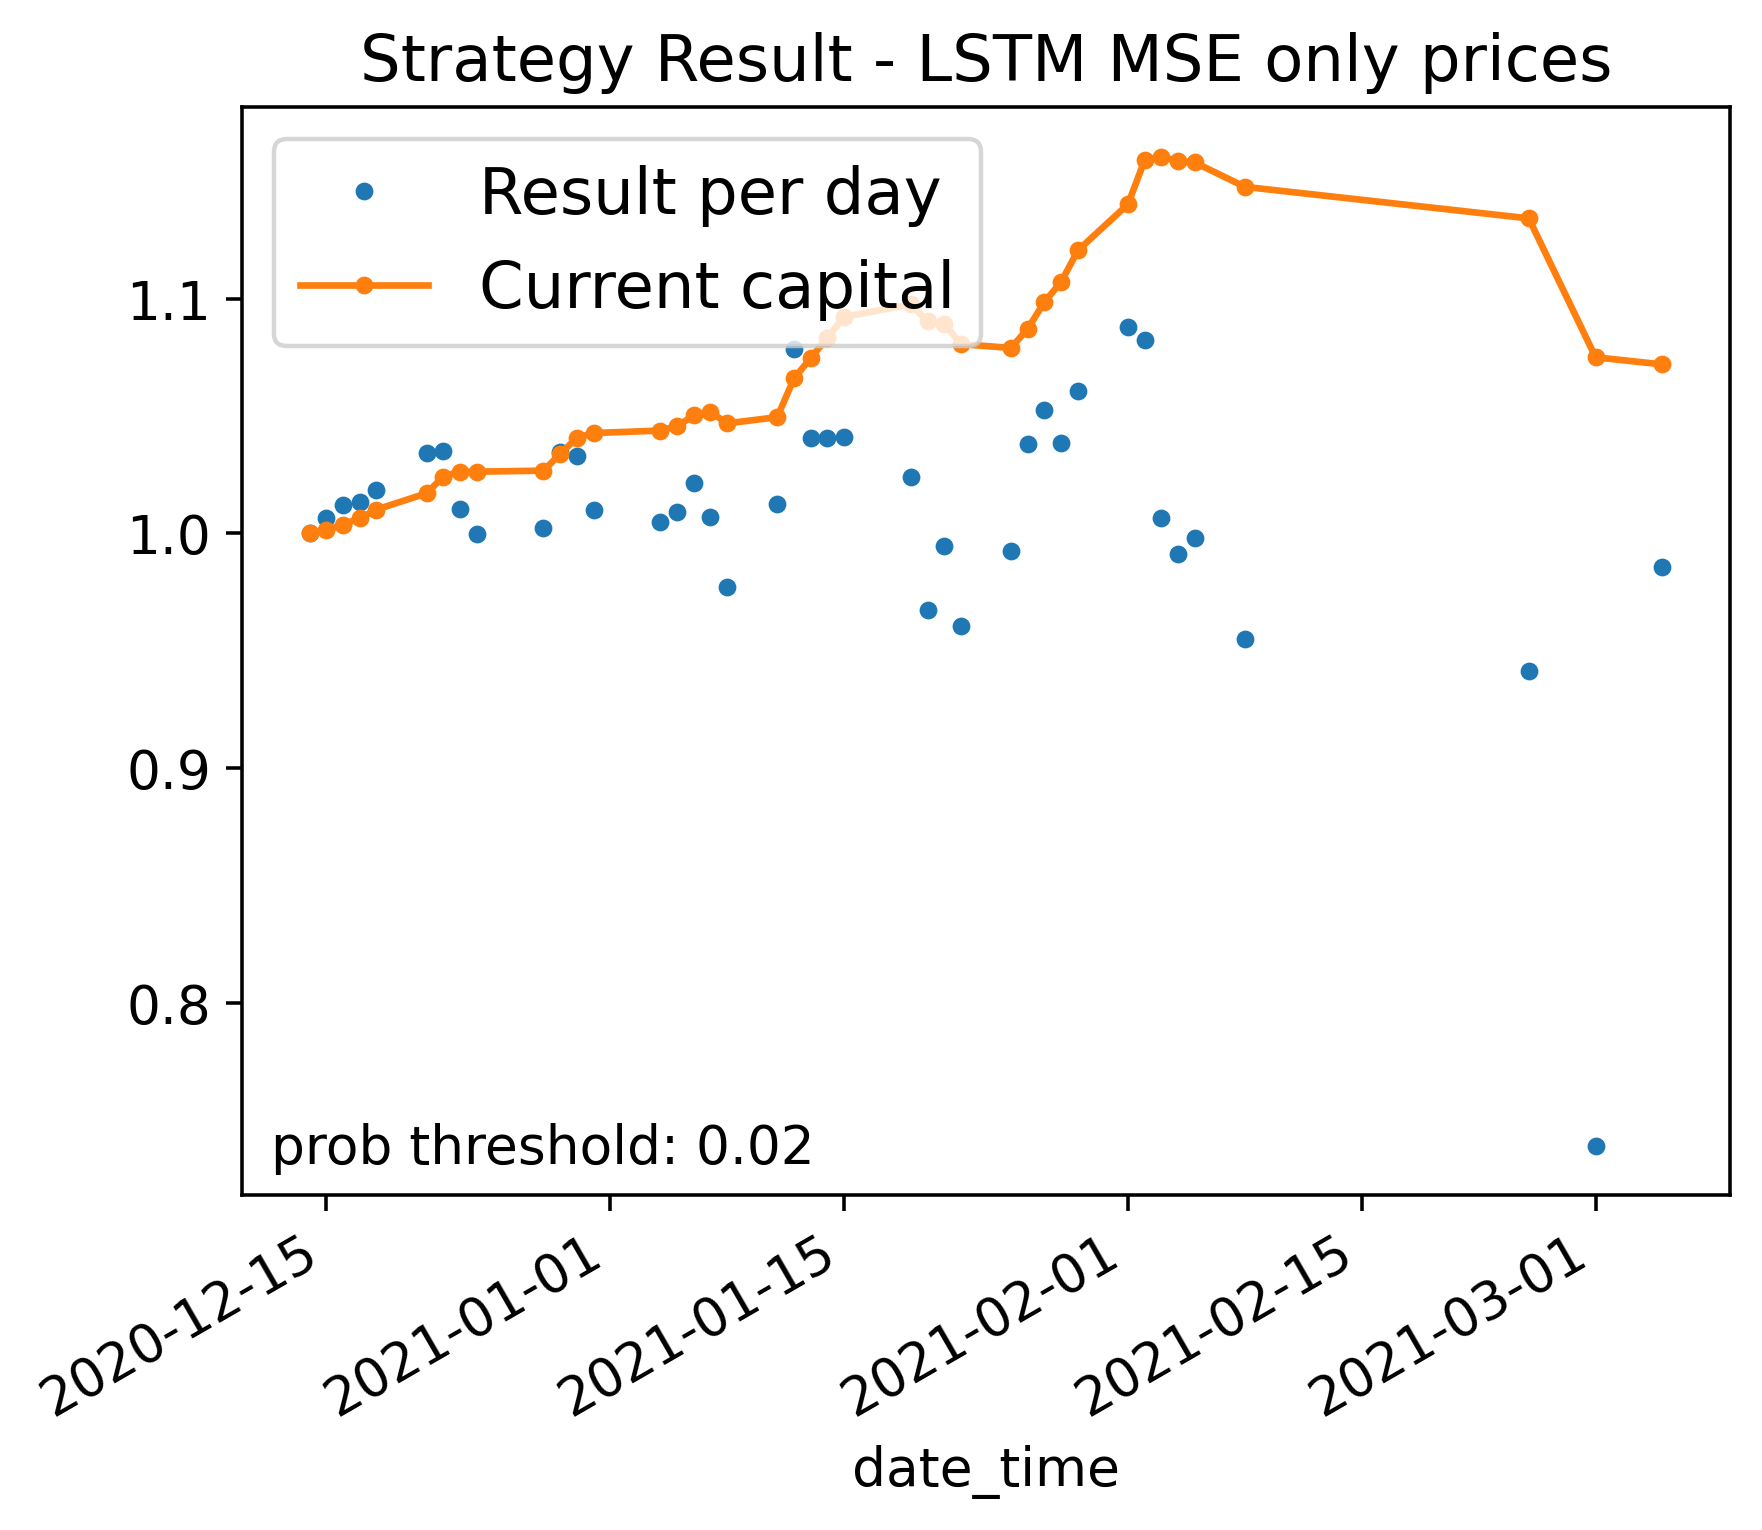 Strategy Result - LSTM MSE only prices
Result per day
Current capital
1.1
1.0
0.9
0.8
prob threshold: 0.02
2020-12-15
2021-01-01
2021-01-15
2021-02-01
2021-02-15
2021-03-01
date_time